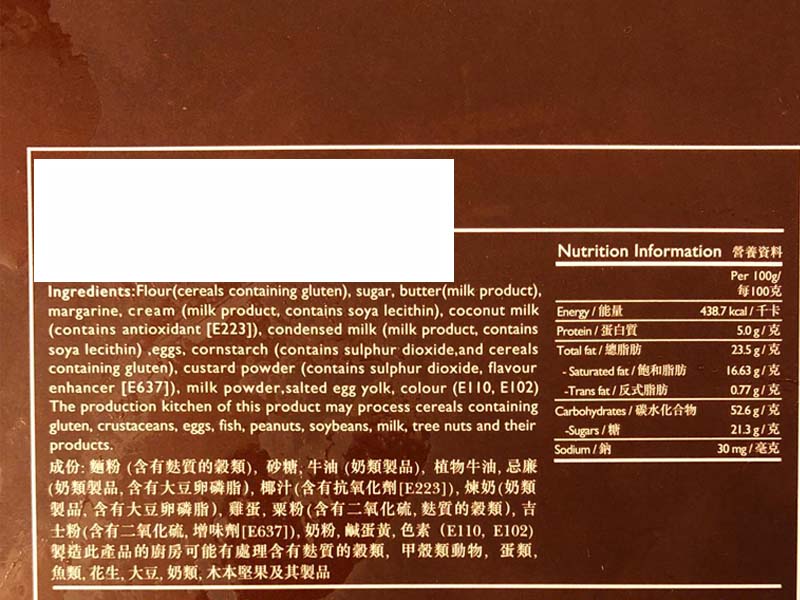 Ingredients:Flour(cereals containing gluten), sugar, butter(milk product),
margarine, cream (milk product, contains soya lecithin), coconut milk
(contains antioxidant [E223]), condensed milk (milk product, contains
soya lecithin) ,eggs, cornstarch (contains sulphur dioxide,and cereals
containing gluten), custard powder (contains sulphur dioxide, flavour
enhancer [E637]), milk powder,salted egg yolk, colour (E110, E102)
The production kitchen of this product may process cereals containing
gluten, crustaceans, eggs, fish, peanuts, soybeans, milk, tree nuts and their
products.
成份: 麵粉 (含有麩質的穀類), 砂糖, 牛油 (奶類製品), 植物牛油, 忌廉
(奶類製品, 含有大豆卵磷脂), 椰汁(含有抗氧化劑[E223]), 煉奶(奶類
製品, 含有大豆卵磷脂), 雞蛋, 粟粉(含有二氧化硫, 麩質的穀類), 吉
士粉(含有二氧化硫, 增味劑[E637]), 奶粉, 鹹蛋黃, 色素 (E110, E102)
製造此產品的廚房可能有處理含有麩質的穀類, 甲殼類動物, 蛋類,
魚類, 花生, 大豆, 奶類, 木本堅果及其製品
Nutrition Information 營養資料
Per 100g/
每100克
Energy / 能量 438.7 kcal / 千卡
Protein / 蛋白質 5.0 g / 克
Total fat / 總脂肪 23.5 g / 克
- Saturated fat / 飽和脂肪 16.63 g / 克
-Trans fat / 反式脂肪 0.77 g / 克
Carbohydrates / 碳水化合物 52.6 g / 克
-Sugars / 糖 21.3 g / 克
Sodium / 鈉 30 mg / 毫克